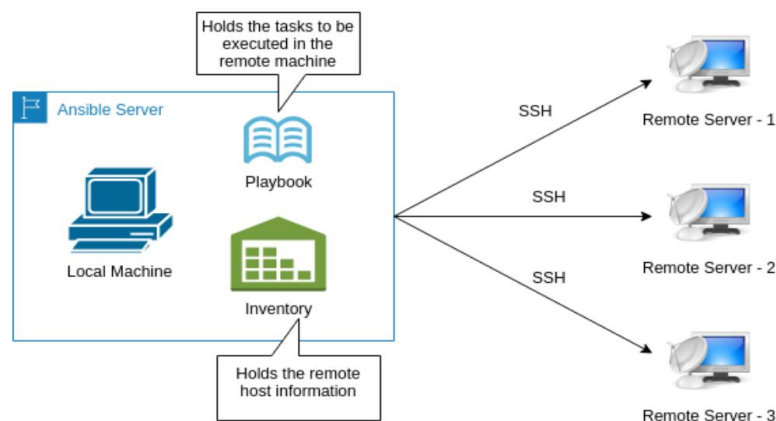 Holds the tasks to be
executed in the
remote machine
Ansible Server
Playbook
Local Machine
Inventory
Holds the remote
host information
SSH
Remote Server - 1
SSH
Remote Server - 2
SSH
Remote Server - 3